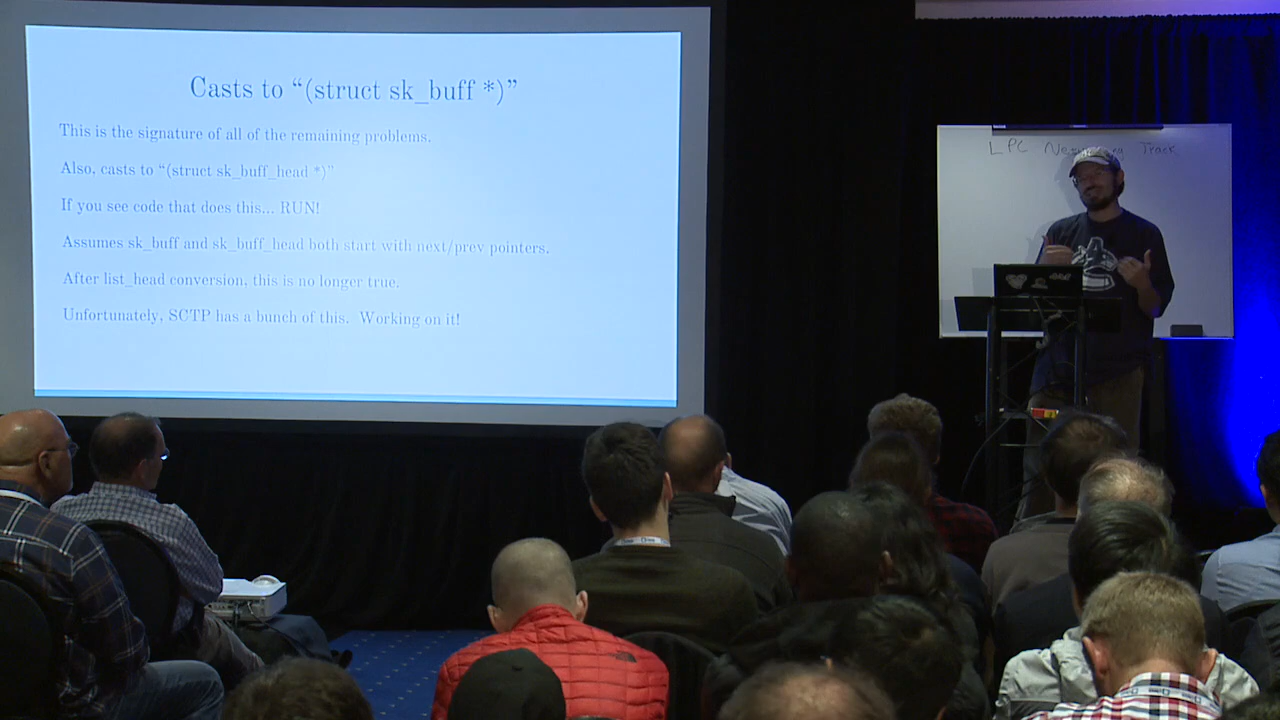 Casts to “(struct sk_buff *)”
This is the signature of all of the remaining problems.
Also, casts to “(struct sk_buff_head *)”
If you see code that does this... RUN!
Assumes sk_buff and sk_buff_head both start with next/prev pointers.
After list_head conversion, this is no longer true.
Unfortunately, SCTP has a bunch of this. Working on it!
LPC Track